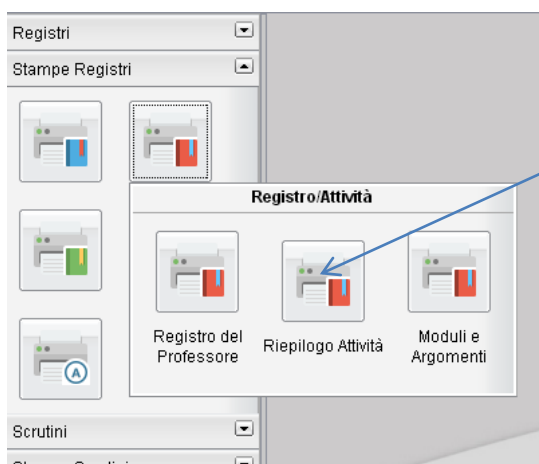 Registri
Stampe Registri
Registro/Attività
Registro del
Professore
Riepilogo Attività
Moduli e
Argomenti
A
Scrutini